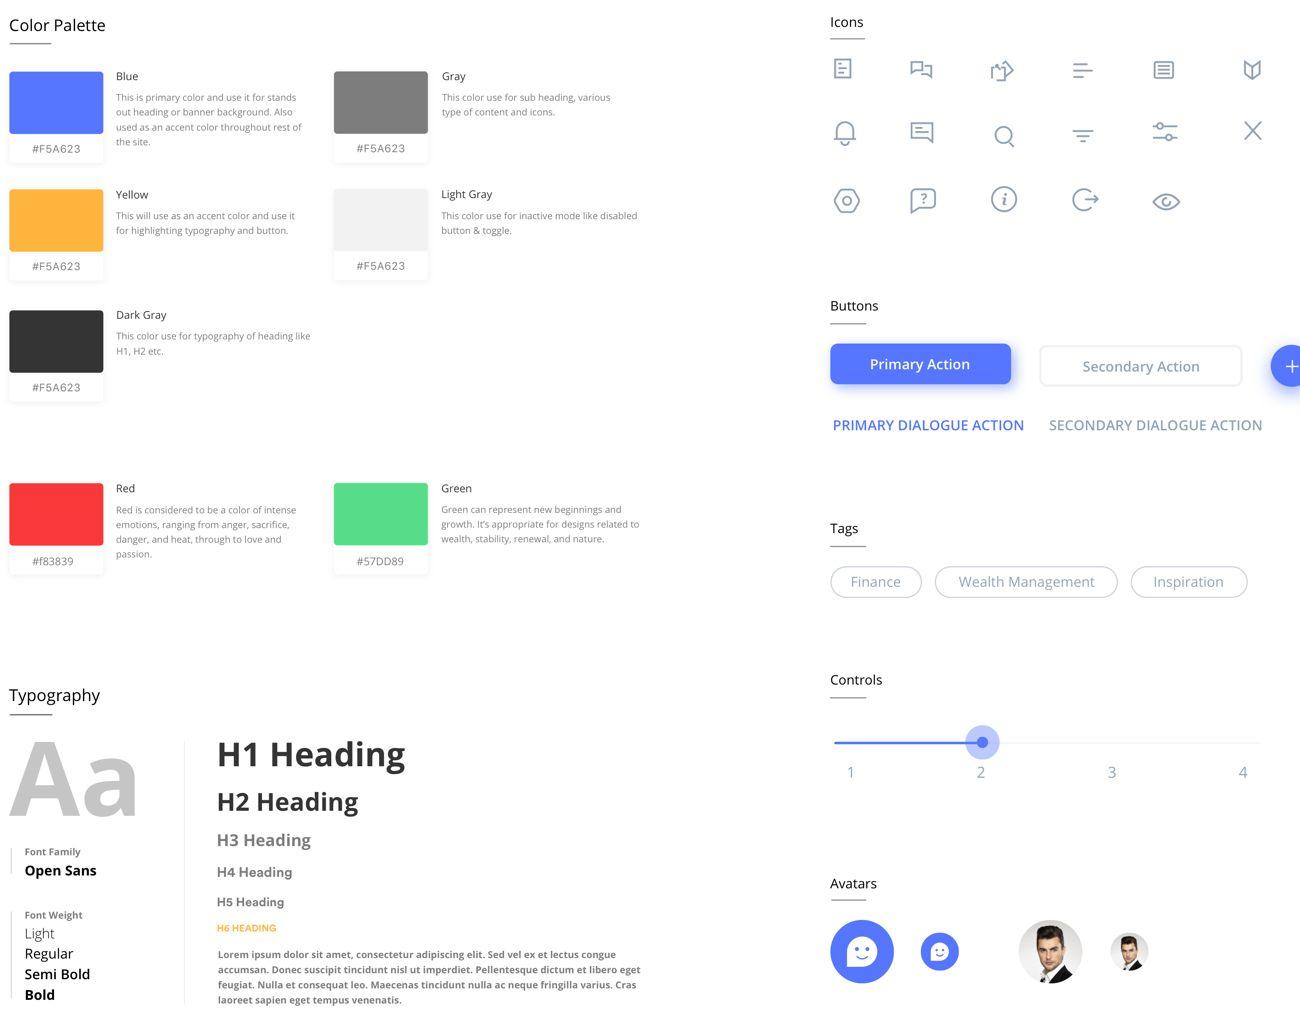 Color Palette
Blue
This is primary color and use it for stands
out heading or banner background. Also
used as an accent color throughout rest of
the site.
#F5A623
Gray
This color use for sub heading, various
type of content and icons.
#F5A623
Yellow
This will use as an accent color and use it
for highlighting typography and button.
#F5A623
Light Gray
This color use for inactive mode like disabled
button & toggle.
#F5A623
Dark Gray
This color use for typography of heading like
H1, H2 etc.
#F5A623
Red
Red is considered to be a color of intense
emotions, ranging from anger, sacrifice,
danger, and heat, through to love and
passion.
#f83839
Green
Green can represent new beginnings and
growth. It’s appropriate for designs related to
wealth, stability, renewal, and nature.
#57DD89
Typography
Aa
Font Family
Open Sans
Font Weight
Light
Regular
Semi Bold
Bold
H1 Heading
H2 Heading
H3 Heading
H4 Heading
H5 Heading
H6 HEADING
Lorem ipsum dolor sit amet, consectetur adipiscing elit. Sed vel ex et lectus congue
accumsan. Donec suscipit tincidunt nisl ut imperdiet. Pellentesque dictum et libero eget
feugiat. Nulla et consequat leo. Maecenas tincidunt nulla ac neque fringilla varius. Cras
laoreet sapien eget tempus venenatis.
Icons
?
i
Buttons
Primary Action
Secondary Action
+
PRIMARY DIALOGUE ACTION
SECONDARY DIALOGUE ACTION
Tags
Finance
Wealth Management
Inspiration
Controls
1 2 3 4
Avatars